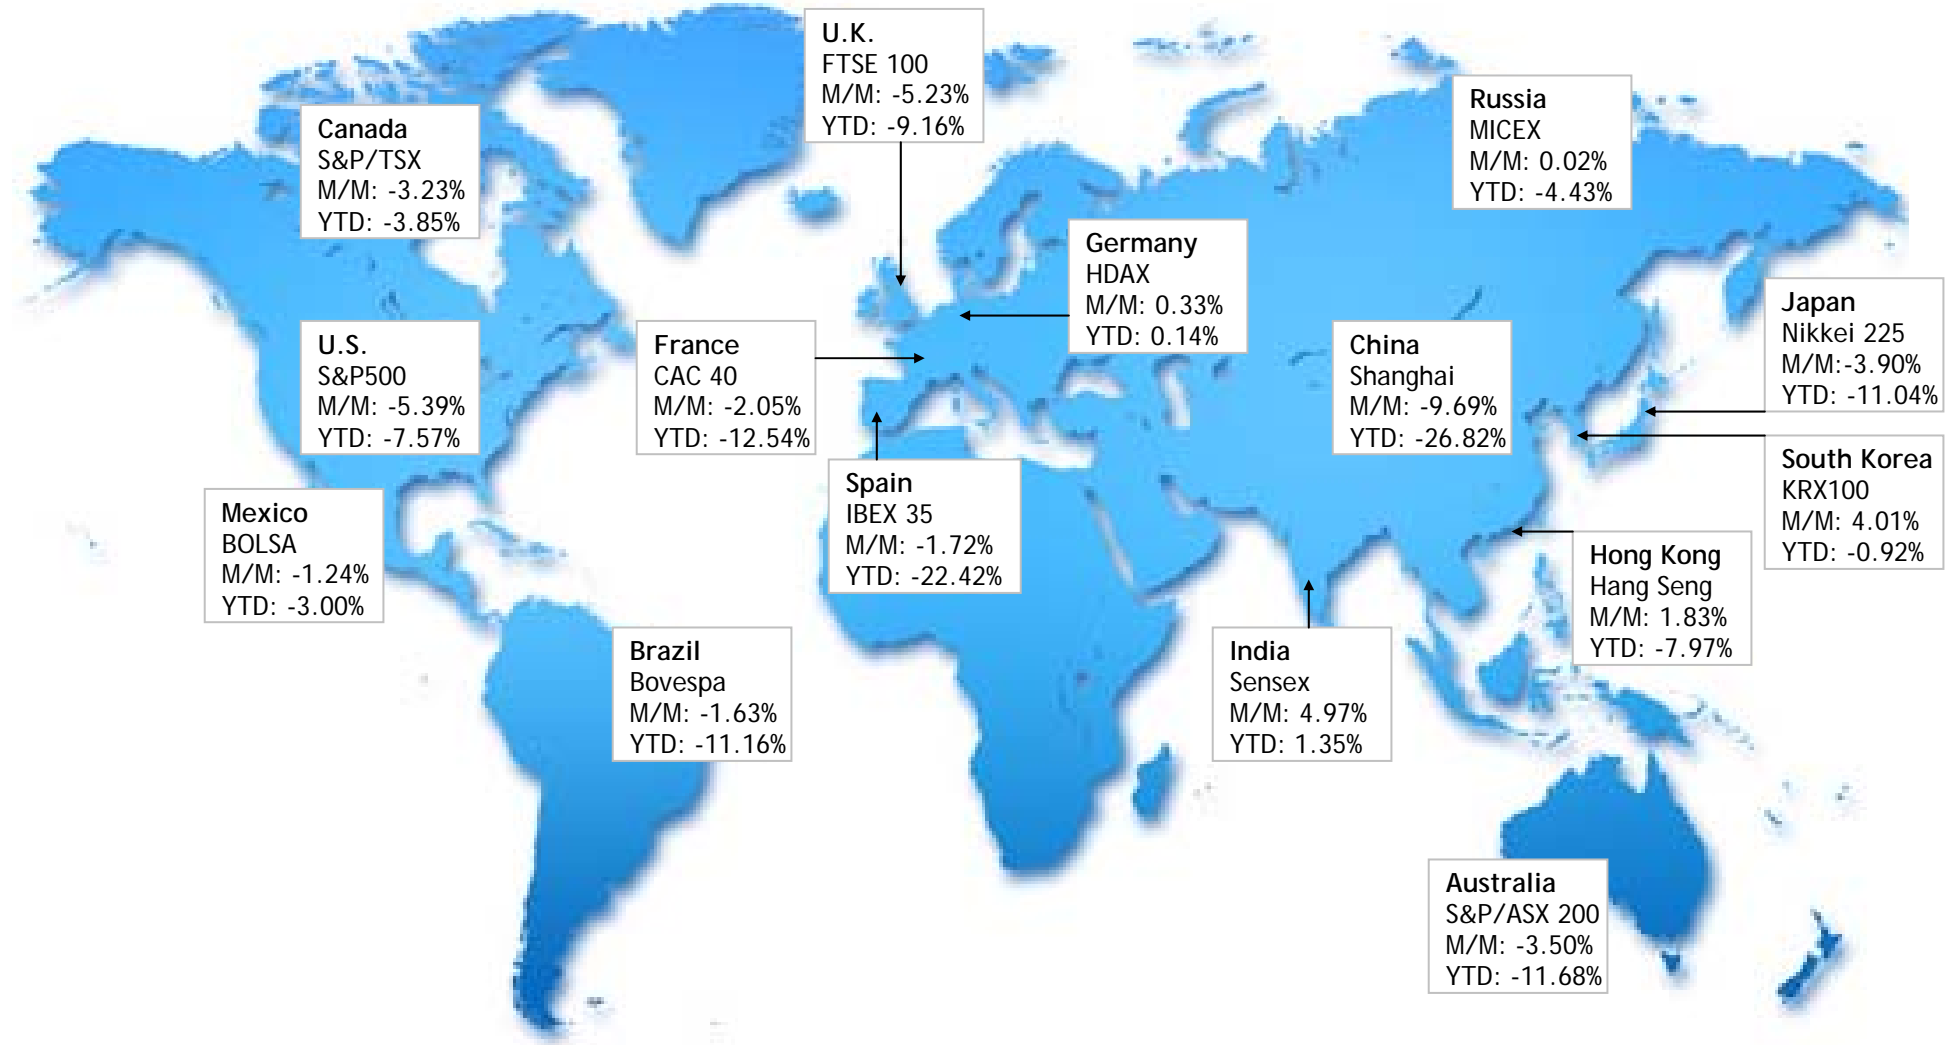 U.K.
FTSE 100
M/M: -5.23%
YTD: -9.16%
Russia
MICEX
M/M: 0.02%
YTD: -4.43%
Canada
S&P/TSX
M/M: -3.23%
YTD: -3.85%
Germany
HDAX
M/M: 0.33%
YTD: 0.14%
Japan
Nikkei 225
M/M:-3.90%
YTD: -11.04%
U.S.
S&P500
M/M: -5.39%
YTD: -7.57%
France
CAC 40
M/M: -2.05%
YTD: -12.54%
China
Shanghai
M/M: -9.69%
YTD: -26.82%
South Korea
KRX100
M/M: 4.01%
YTD: -0.92%
Spain
IBEX 35
M/M: -1.72%
YTD: -22.42%
Mexico
BOLSA
M/M: -1.24%
YTD: -3.00%
Hong Kong
Hang Seng
M/M: 1.83%
YTD: -7.97%
Brazil
Bovespa
M/M: -1.63%
YTD: -11.16%
India
Sensex
M/M: 4.97%
YTD: 1.35%
Australia
S&P/ASX 200
M/M: -3.50%
YTD: -11.68%